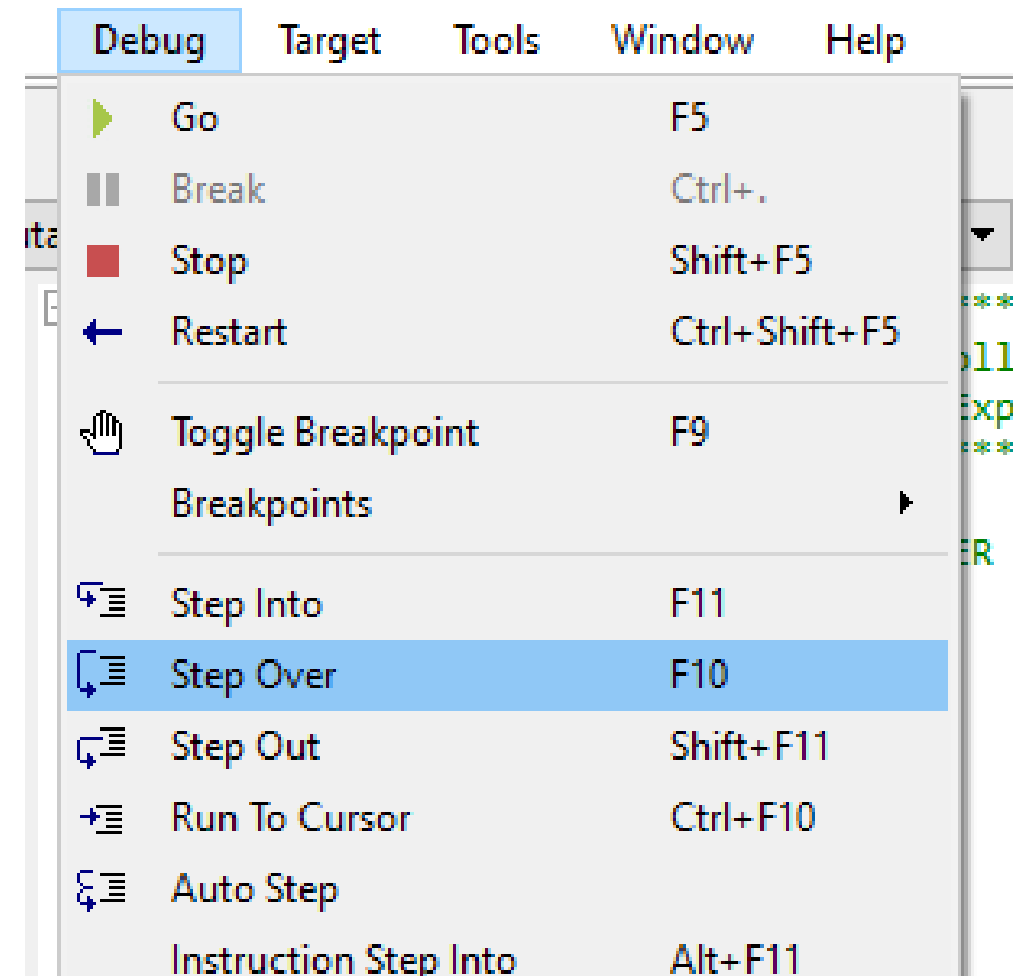 Debug Target Tools Window Help
Go F5
Break Ctrl+.
Stop Shift+F5
Restart Ctrl+Shift+F5
Toggle Breakpoint F9
Breakpoints
Step Into F11
Step Over F10
Step Out Shift+F11
Run To Cursor Ctrl+F10
Auto Step
Instruction Step Into Alt+F11